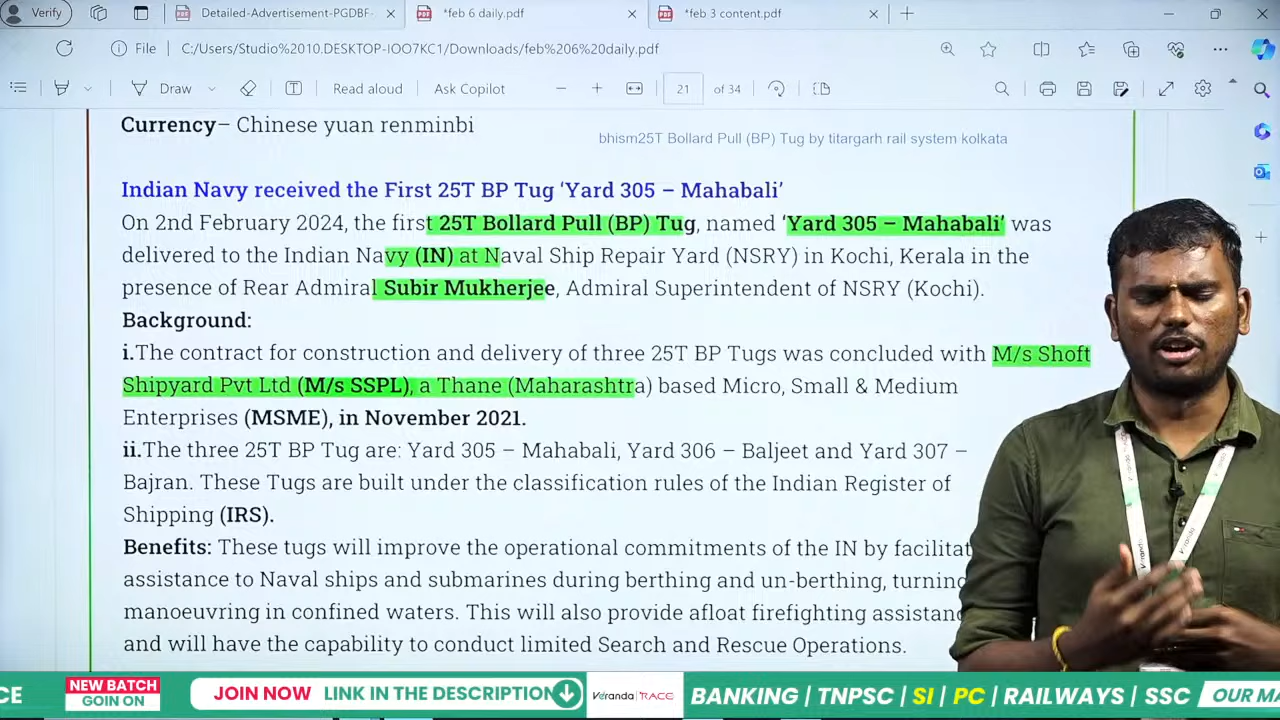 Verify
Detailed-Advertisement-PGDBF-
*feb 6 daily.pdf
*feb 3 content.pdf
File
C:/Users/Studio%2010.DESKTOP-IOO7KC1/Downloads/feb%206%20daily.pdf
Draw
Read aloud
Ask Copilot
21
of 34
Currency– Chinese yuan renminbi
bhism25T Bollard Pull (BP) Tug by titargarh rail system kolkata
Indian Navy received the First 25T BP Tug ‘Yard 305 – Mahabali’
On 2nd February 2024, the first 25T Bollard Pull (BP) Tug, named ‘Yard 305 – Mahabali’ was
delivered to the Indian Navy (IN) at Naval Ship Repair Yard (NSRY) in Kochi, Kerala in the
presence of Rear Admiral Subir Mukherjee, Admiral Superintendent of NSRY (Kochi).
Background:
i.The contract for construction and delivery of three 25T BP Tugs was concluded with M/s Shoft
Shipyard Pvt Ltd (M/s SSPL), a Thane (Maharashtra) based Micro, Small & Medium
Enterprises (MSME), in November 2021.
ii.The three 25T BP Tug are: Yard 305 – Mahabali, Yard 306 – Baljeet and Yard 307 –
Bajran. These Tugs are built under the classification rules of the Indian Register of
Shipping (IRS).
Benefits: These tugs will improve the operational commitments of the IN by facilitat
assistance to Naval ships and submarines during berthing and un-berthing, turning
manoeuvring in confined waters. This will also provide afloat firefighting assistanc
and will have the capability to conduct limited Search and Rescue Operations.
CE
NEW BATCH
GOIN ON
JOIN NOW LINK IN THE DESCRIPTION
Veranda RACE
BANKING | TNPSC | SI | PC | RAILWAYS | SSC
OUR MA